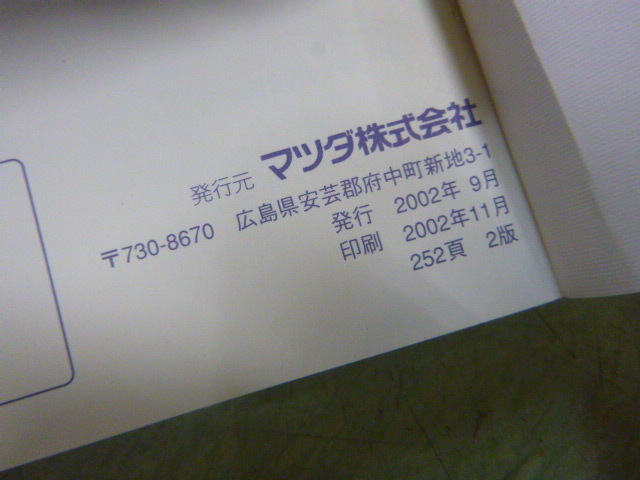 発行元 マツダ株式会社
〒730-8670 広島県安芸郡府中町新地3-1
発行 2002年 9月
印刷 2002年11月
252頁 2版